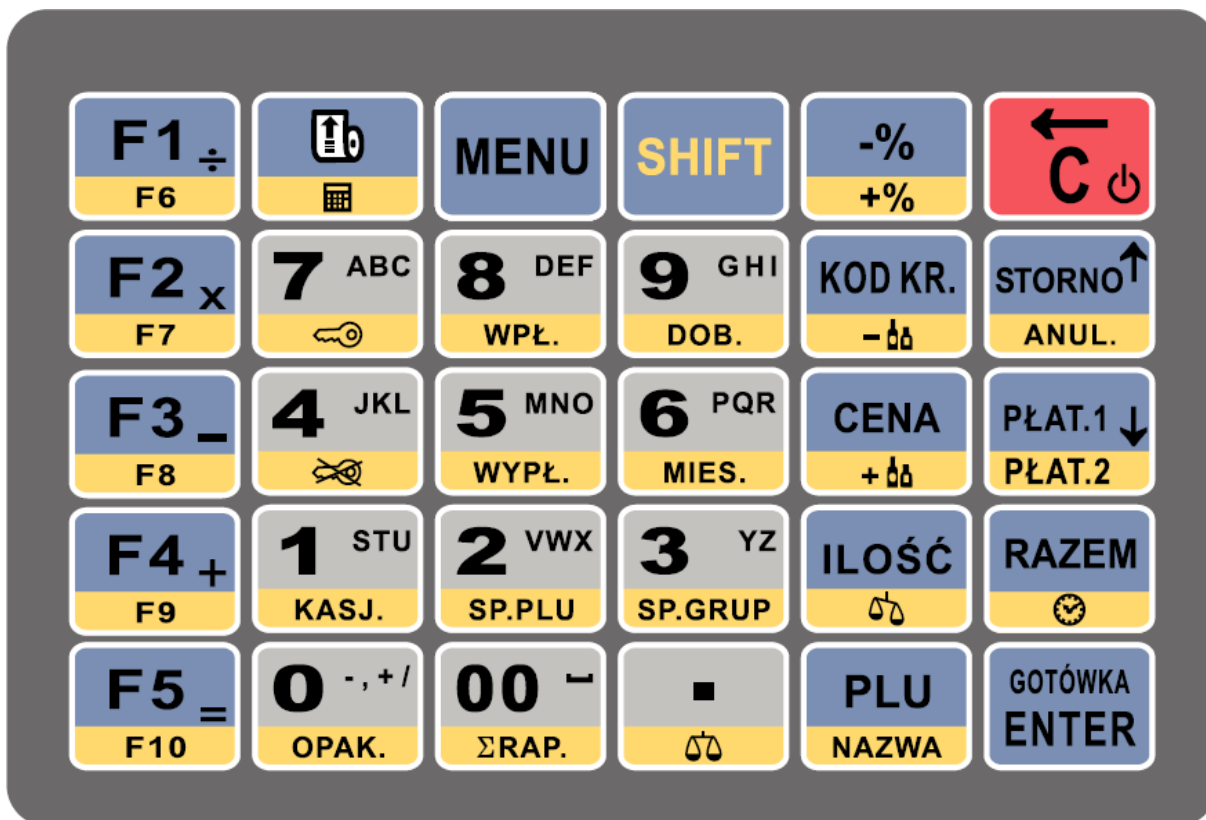 F1 ÷
F6
MENU
SHIFT
-%
+%
← C
F2 x
F7
7 ABC
8 DEF
WPŁ.
9 GHI
DOB.
KOD KR.
–
STORNO ↑
ANUL.
F3 –
F8
4 JKL
5 MNO
WYPŁ.
6 PQR
MIES.
CENA
+
PŁAT.1 ↓
PŁAT.2
F4 +
F9
1 STU
KASJ.
2 VWX
SP.PLU
3 YZ
SP.GRUP
ILOŚĆ
RAZEM
F5 =
F10
0 - , + /
OPAK.
00 ⎵
ΣRAP.
.
PLU
NAZWA
GOTÓWKA
ENTER